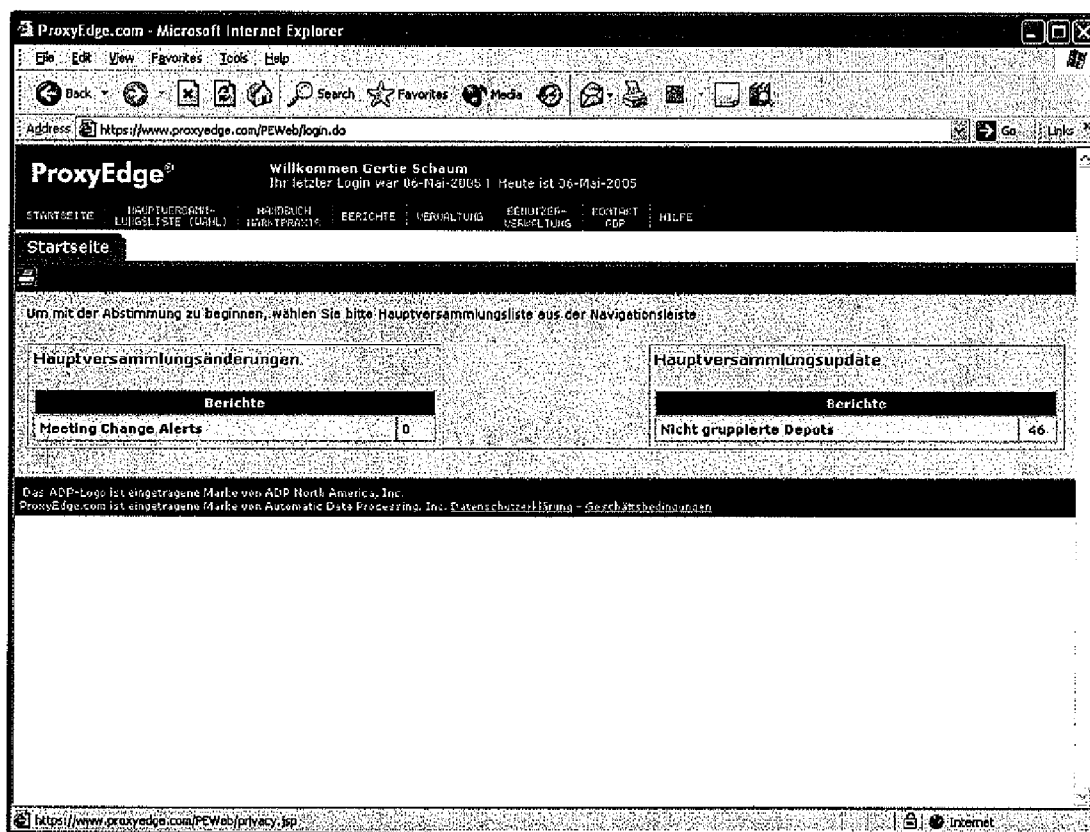 ProxyEdge.com - Microsoft Internet Explorer
File Edit View Favorites Tools Help
Back Search Favorites Media
Address https://www.proxyedge.com/PEWeb/login.do Go Links
ProxyEdge® Willkommen Gertie Schaum
Ihr letzter Login war 06-Mai-2005 | Heute ist 06-Mai-2005
STARTSEITE HAUPTVERSAMM-LUNGSLISTE (WAHL) HANDBUCH MARKTPRAXIS BERICHTE VERWALTUNG BENUTZER-VERWALTUNG KONTAKT ADP HILFE
Startseite
Um mit der Abstimmung zu beginnen, wählen Sie bitte Hauptversammlungsliste aus der Navigationsleiste
Hauptversammlungsänderungen Hauptversammlungsupdate
Berichte Berichte
Meeting Change Alerts 0 Nicht gruppierte Depots 46
Das ADP-Logo ist eingetragene Marke von ADP North America, Inc.
ProxyEdge.com ist eingetragene Marke von Automatic Data Processing, Inc. Datenschutzerklärung - Geschäftsbedingungen
https://www.proxyedge.com/PEWeb/privacy.jsp Internet